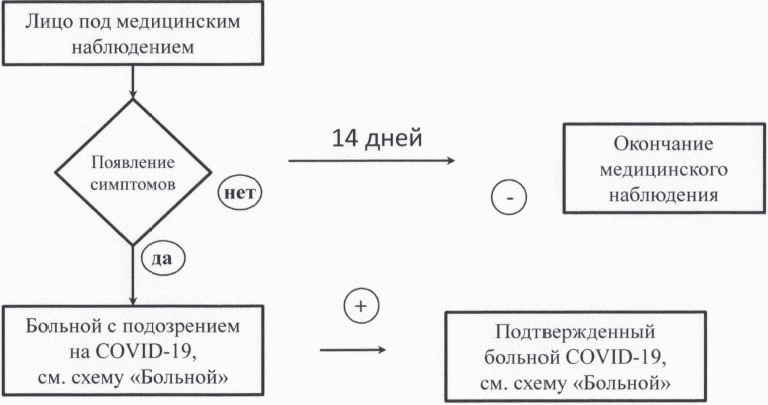 Лицо под медицинским
наблюдением
14 дней
Появление
симптомов
нет
Окончание
медицинского
наблюдения
-
да
+
Больной с подозрением
на COVID-19,
см. схему «Больной»
Подтвержденный
больной COVID-19,
см. схему «Больной»